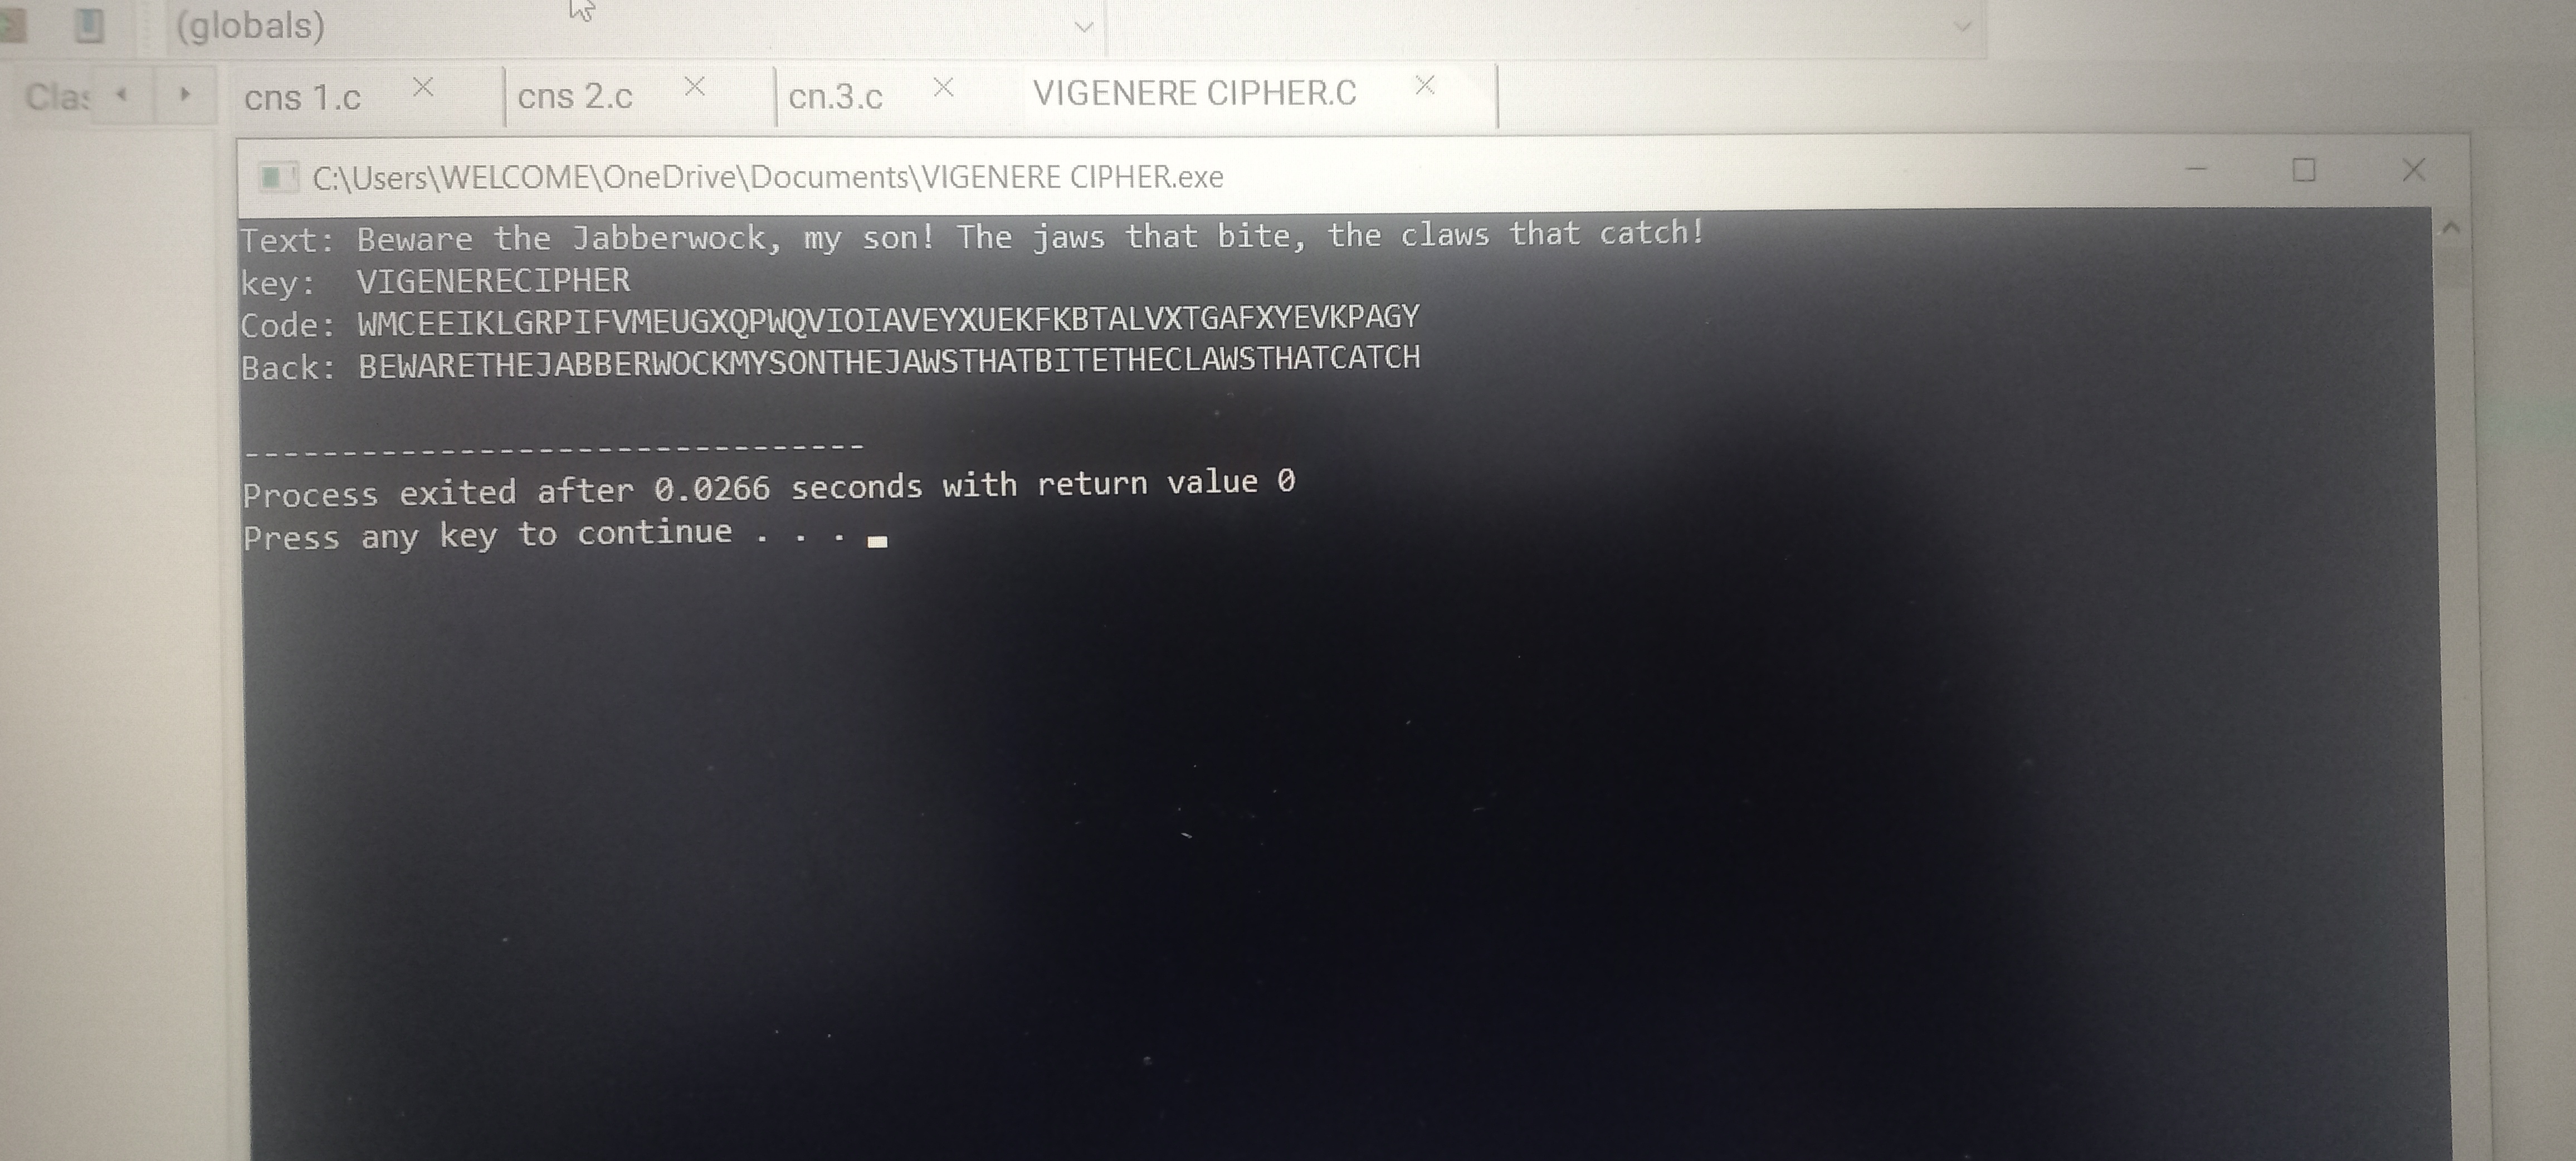 (globals)
Clas
cns 1.c
cns 2.c
cn.3.c
VIGENERE CIPHER.C
C:\Users\WELCOME\OneDrive\Documents\VIGENERE CIPHER.exe
Text: Beware the Jabberwock, my son! The jaws that bite, the claws that catch!
key:  VIGENERECIPHER
Code: WMCEEIKLGRPIFVMEUGXQPWQVIOIAVEYXUEKFKBTALVXTGAFXYEVKPAGY
Back: BEWARETHEJABBERWOCKMYSONTHEJAWSTHATBITETHECLAWSTHATCATCH
--------------------------------
Process exited after 0.0266 seconds with return value 0
Press any key to continue . . .